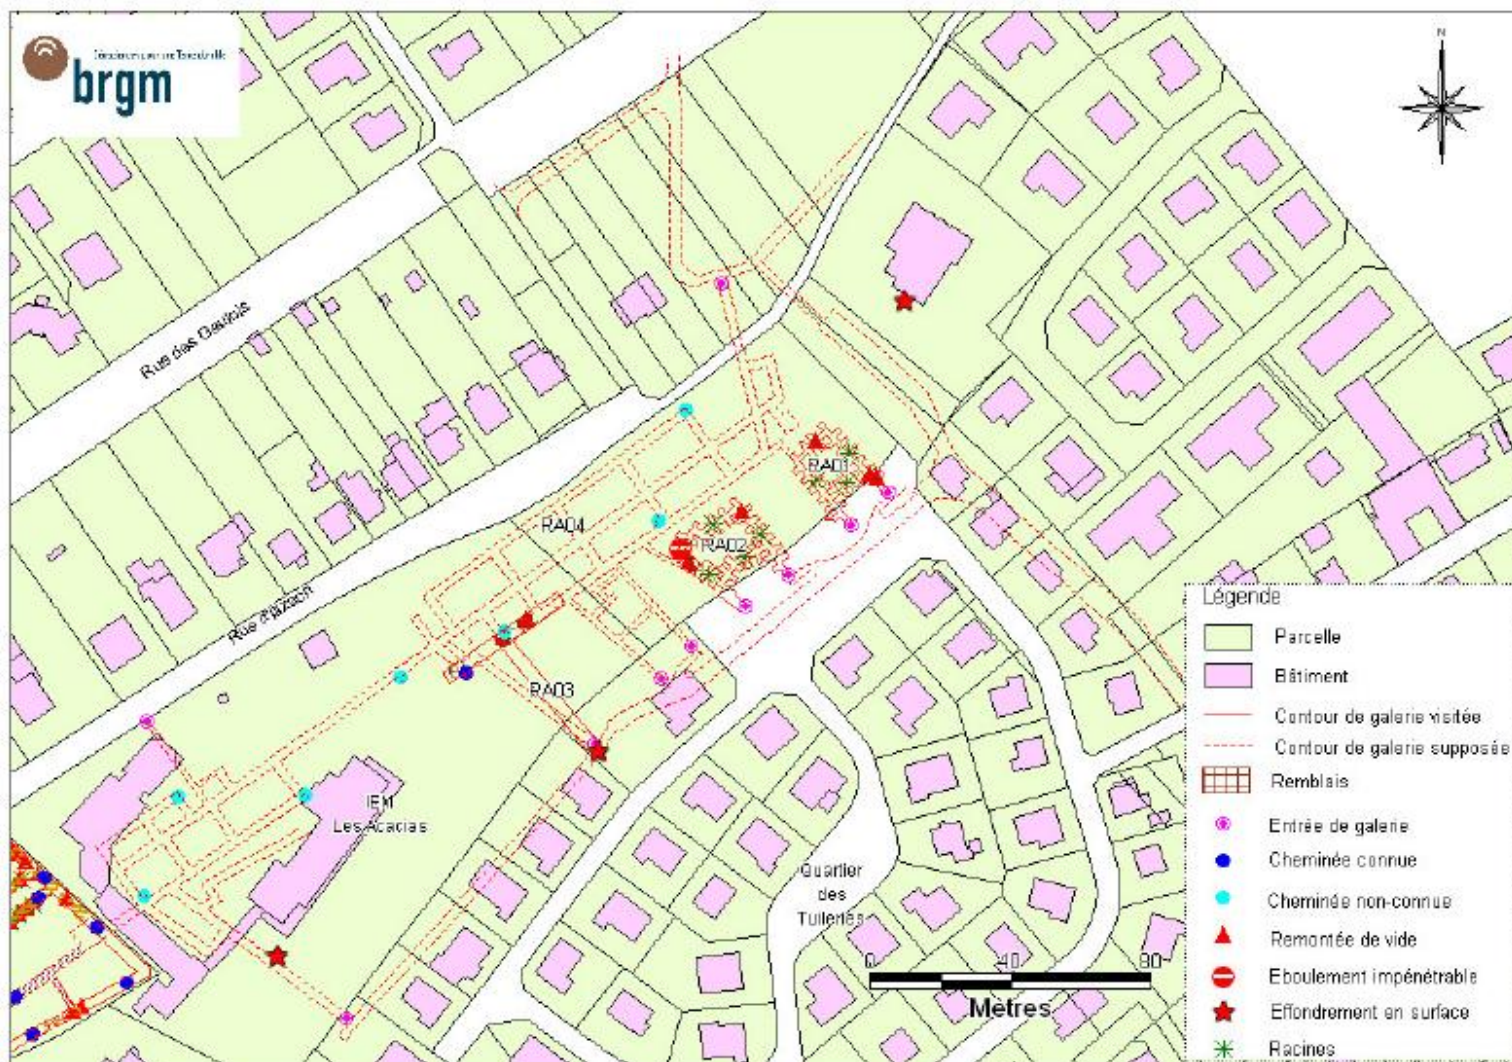 brgm
N
Rue des Gaulois
RA01
RA04
RA02
RA03
IEM
Les Acacias
Quartier
des
Tuileries
0 40 80
Mètres
Légende
Parcelle
Bâtiment
Contour de galerie visitée
Contour de galerie supposée
Remblais
Entrée de galerie
Cheminée connue
Cheminée non-connue
Remontée de vide
Eboulement impénétrable
Effondrement en surface
Racines